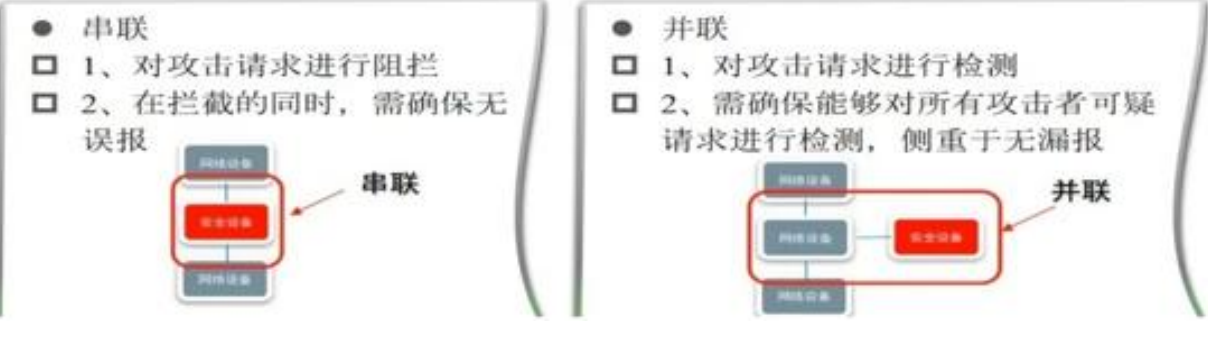 串联
1、对攻击请求进行阻拦
2、在拦截的同时，需确保无
误报
网络设备
串联
安全设备
网络设备
并联
1、对攻击请求进行检测
2、需确保能够对所有攻击者可疑
请求进行检测，侧重于无漏报
网络设备
并联
网络设备
安全设备
网络设备